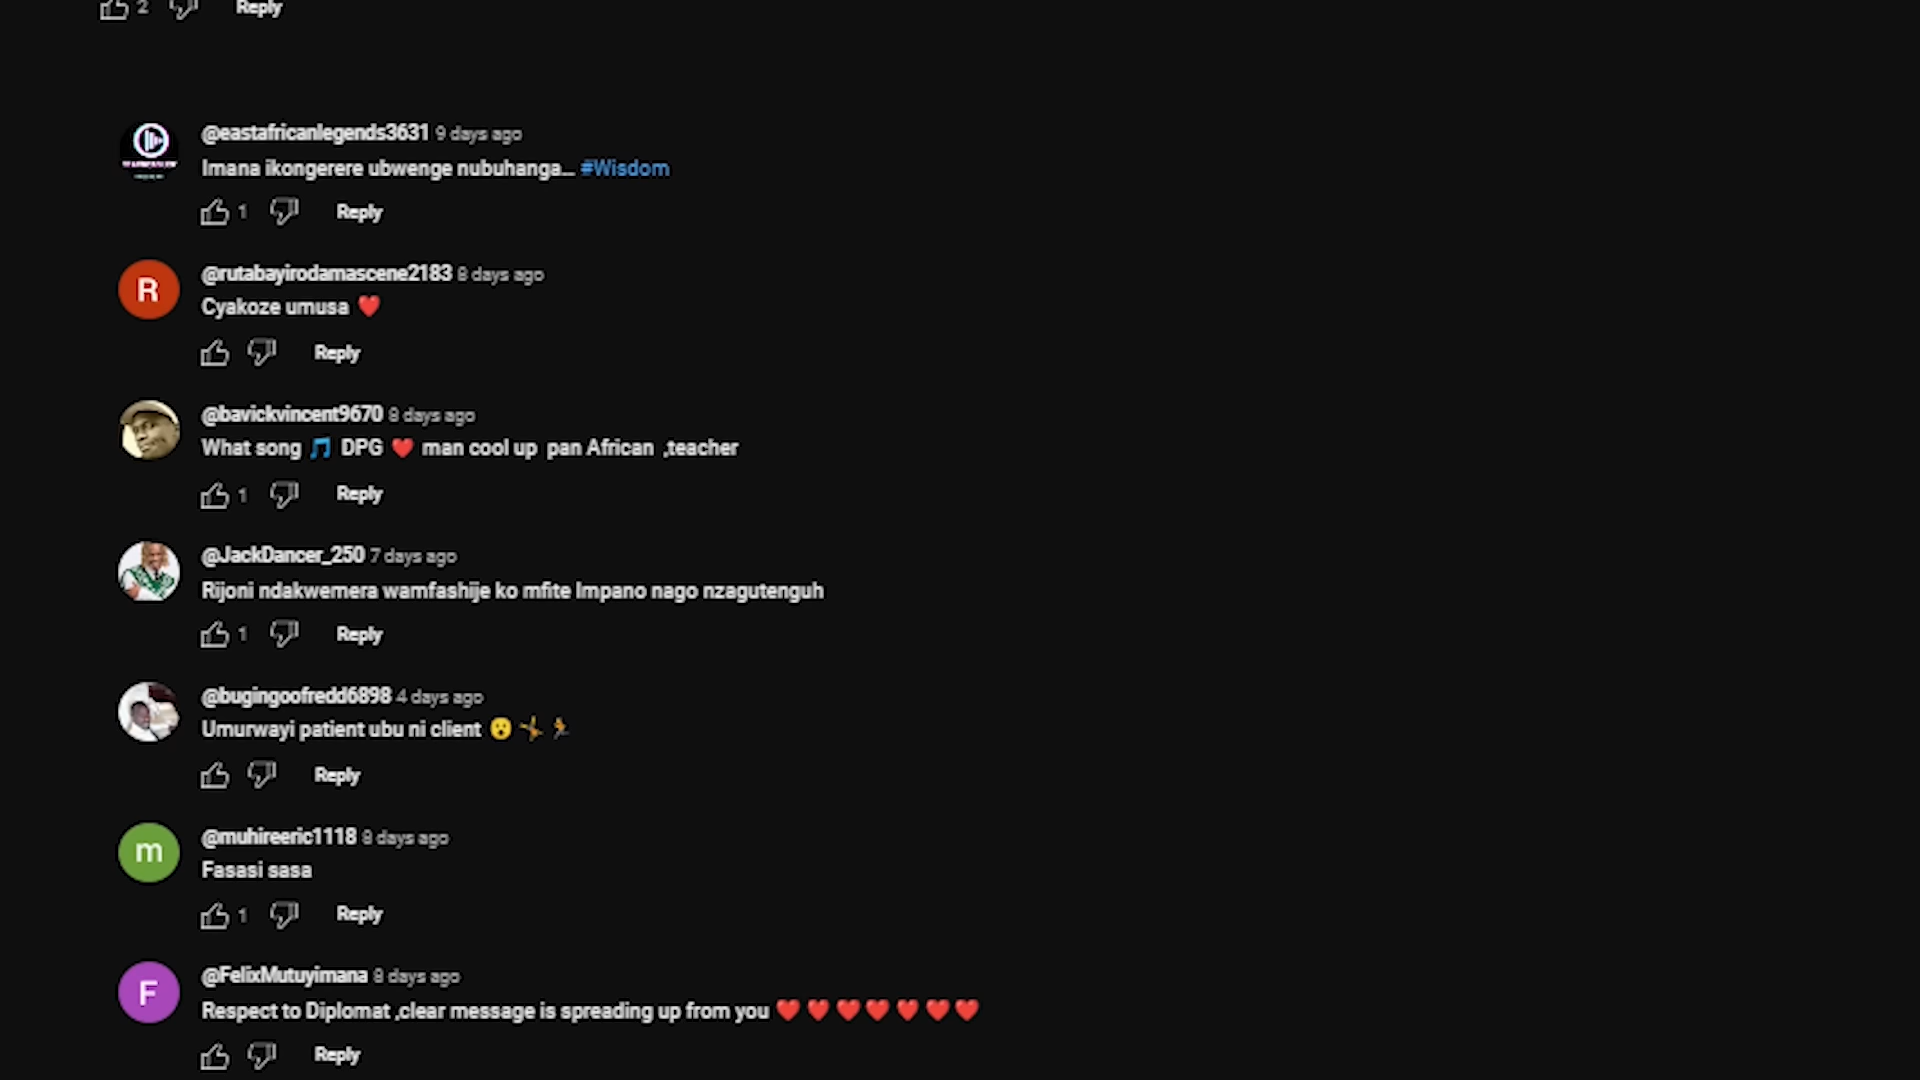 2 Reply
@eastafricanlegends3631 9 days ago
Imana ikongerere ubwenge nubuhanga... #Wisdom
1 Reply
R
@rutabayirodamascene2183 8 days ago
Cyakoze umusa ❤️
Reply
@bavickvincent9670 8 days ago
What song 🎵 DPG ❤️ man cool up pan African ,teacher
1 Reply
@JackDancer_250 7 days ago
Rijoni ndakwemera wamfashije ko mfite Impano nago nzagutenguh
1 Reply
@bugingoofredd6898 4 days ago
Umurwayi patient ubu ni client 😮🤸🏃
Reply
m
@muhireeric1118 8 days ago
Fasasi sasa
1 Reply
F
@FelixMutuyimana 8 days ago
Respect to Diplomat ,clear message is spreading up from you ❤️❤️❤️❤️❤️❤️❤️
Reply